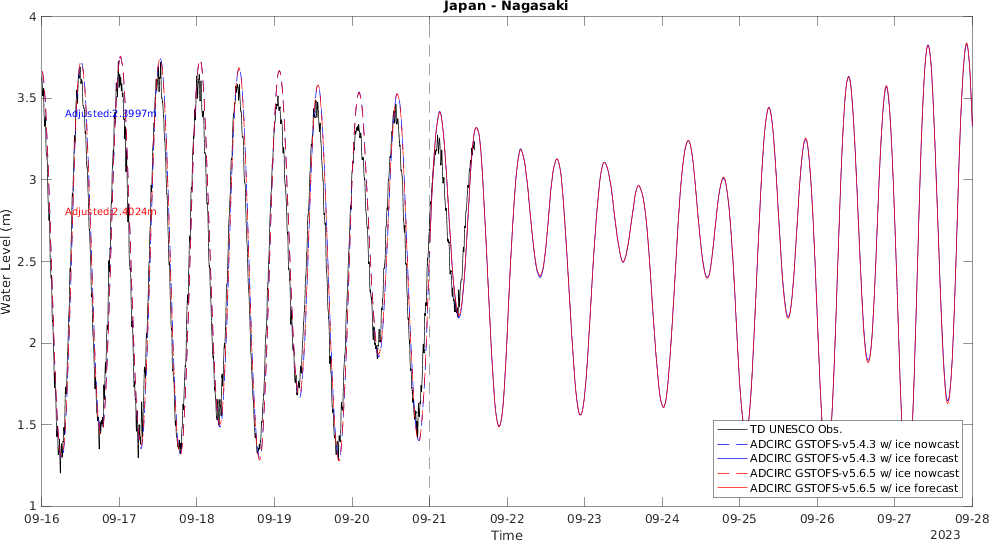 Japan - Nagasaki
4
3.5
3
2.5
2
1.5
1
Water Level (m)
Adjusted:2.3997m
Adjusted:2.4024m
TD UNESCO Obs.
ADCIRC GSTOFS-v5.4.3 w/ ice nowcast
ADCIRC GSTOFS-v5.4.3 w/ ice forecast
ADCIRC GSTOFS-v5.6.5 w/ ice nowcast
ADCIRC GSTOFS-v5.6.5 w/ ice forecast
09-16 09-17 09-18 09-19 09-20 09-21 09-22 09-23 09-24 09-25 09-26 09-27 09-28
Time
2023